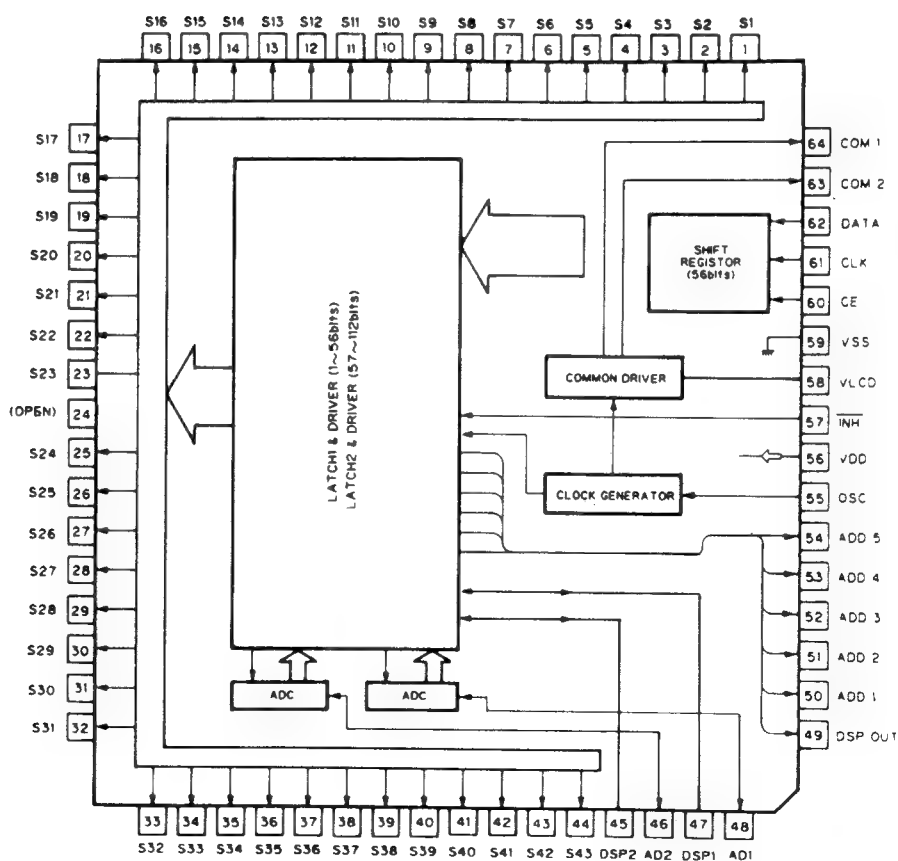 S16 S15 S14 S13 S12 S11 S10 S9 S8 S7 S6 S5 S4 S3 S2 S1
16 15 14 13 12 11 10 9 8 7 6 5 4 3 2 1
S17 17
S18 18
S19 19
S20 20
S21 21
S22 22
S23 23
(OPEN) 24
S24 25
S25 26
S26 27
S27 28
S28 29
S29 30
S30 31
S31 32
LATCH1 & DRIVER (1~56bits)
LATCH2 & DRIVER (57~112bits)
SHIFT
REGISTOR
(56bits)
COMMON DRIVER
CLOCK GENERATOR
ADC
ADC
64 COM 1
63 COM 2
62 DATA
61 CLK
60 CE
59 VSS
58 VLCD
57 INH
56 VDD
55 OSC
54 ADD 5
53 ADD 4
52 ADD 3
51 ADD 2
50 ADD 1
49 DSP OUT
33 34 35 36 37 38 39 40 41 42 43 44 45 46 47 48
S32 S33 S34 S35 S36 S37 S38 S39 S40 S41 S42 S43 DSP2 AD2 DSP1 AD1